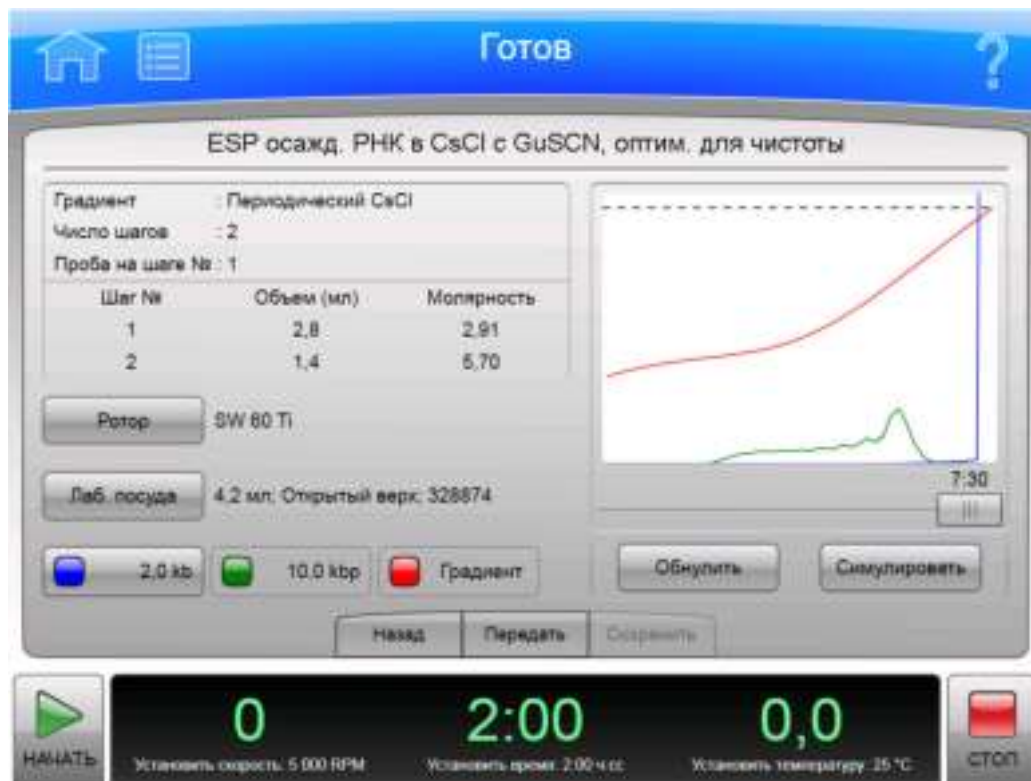 Готов
?
ESP осажд. РНК в CsCl с GuSCN, оптим. для чистоты
Градиент : Периодический CsCl
Число шагов : 2
Проба на шаге № : 1
Шаг № Объем (мл) Молярность
1 2,8 2,91
2 1,4 5,70
Ротор SW 60 Ti
7:30
Лаб. посуда 4,2 мл; Открытый верх; 328874
2,0 kb 10,0 kbp Градиент Обнулить Симулировать
Назад Передать Сохранить
0 2:00 0,0
НАЧАТЬ Установить скорость: 5 000 RPM Установить время: 2:00 ч:сс Установить температуру: 25 °C СТОП